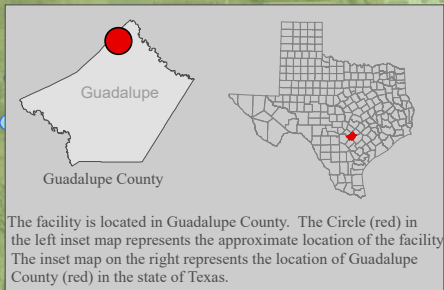 Guadalupe
Guadalupe County
The facility is located in Guadalupe County.  The Circle (red) in
the left inset map represents the approximate location of the facility
The inset map on the right represents the location of Guadalupe
County (red) in the state of Texas.